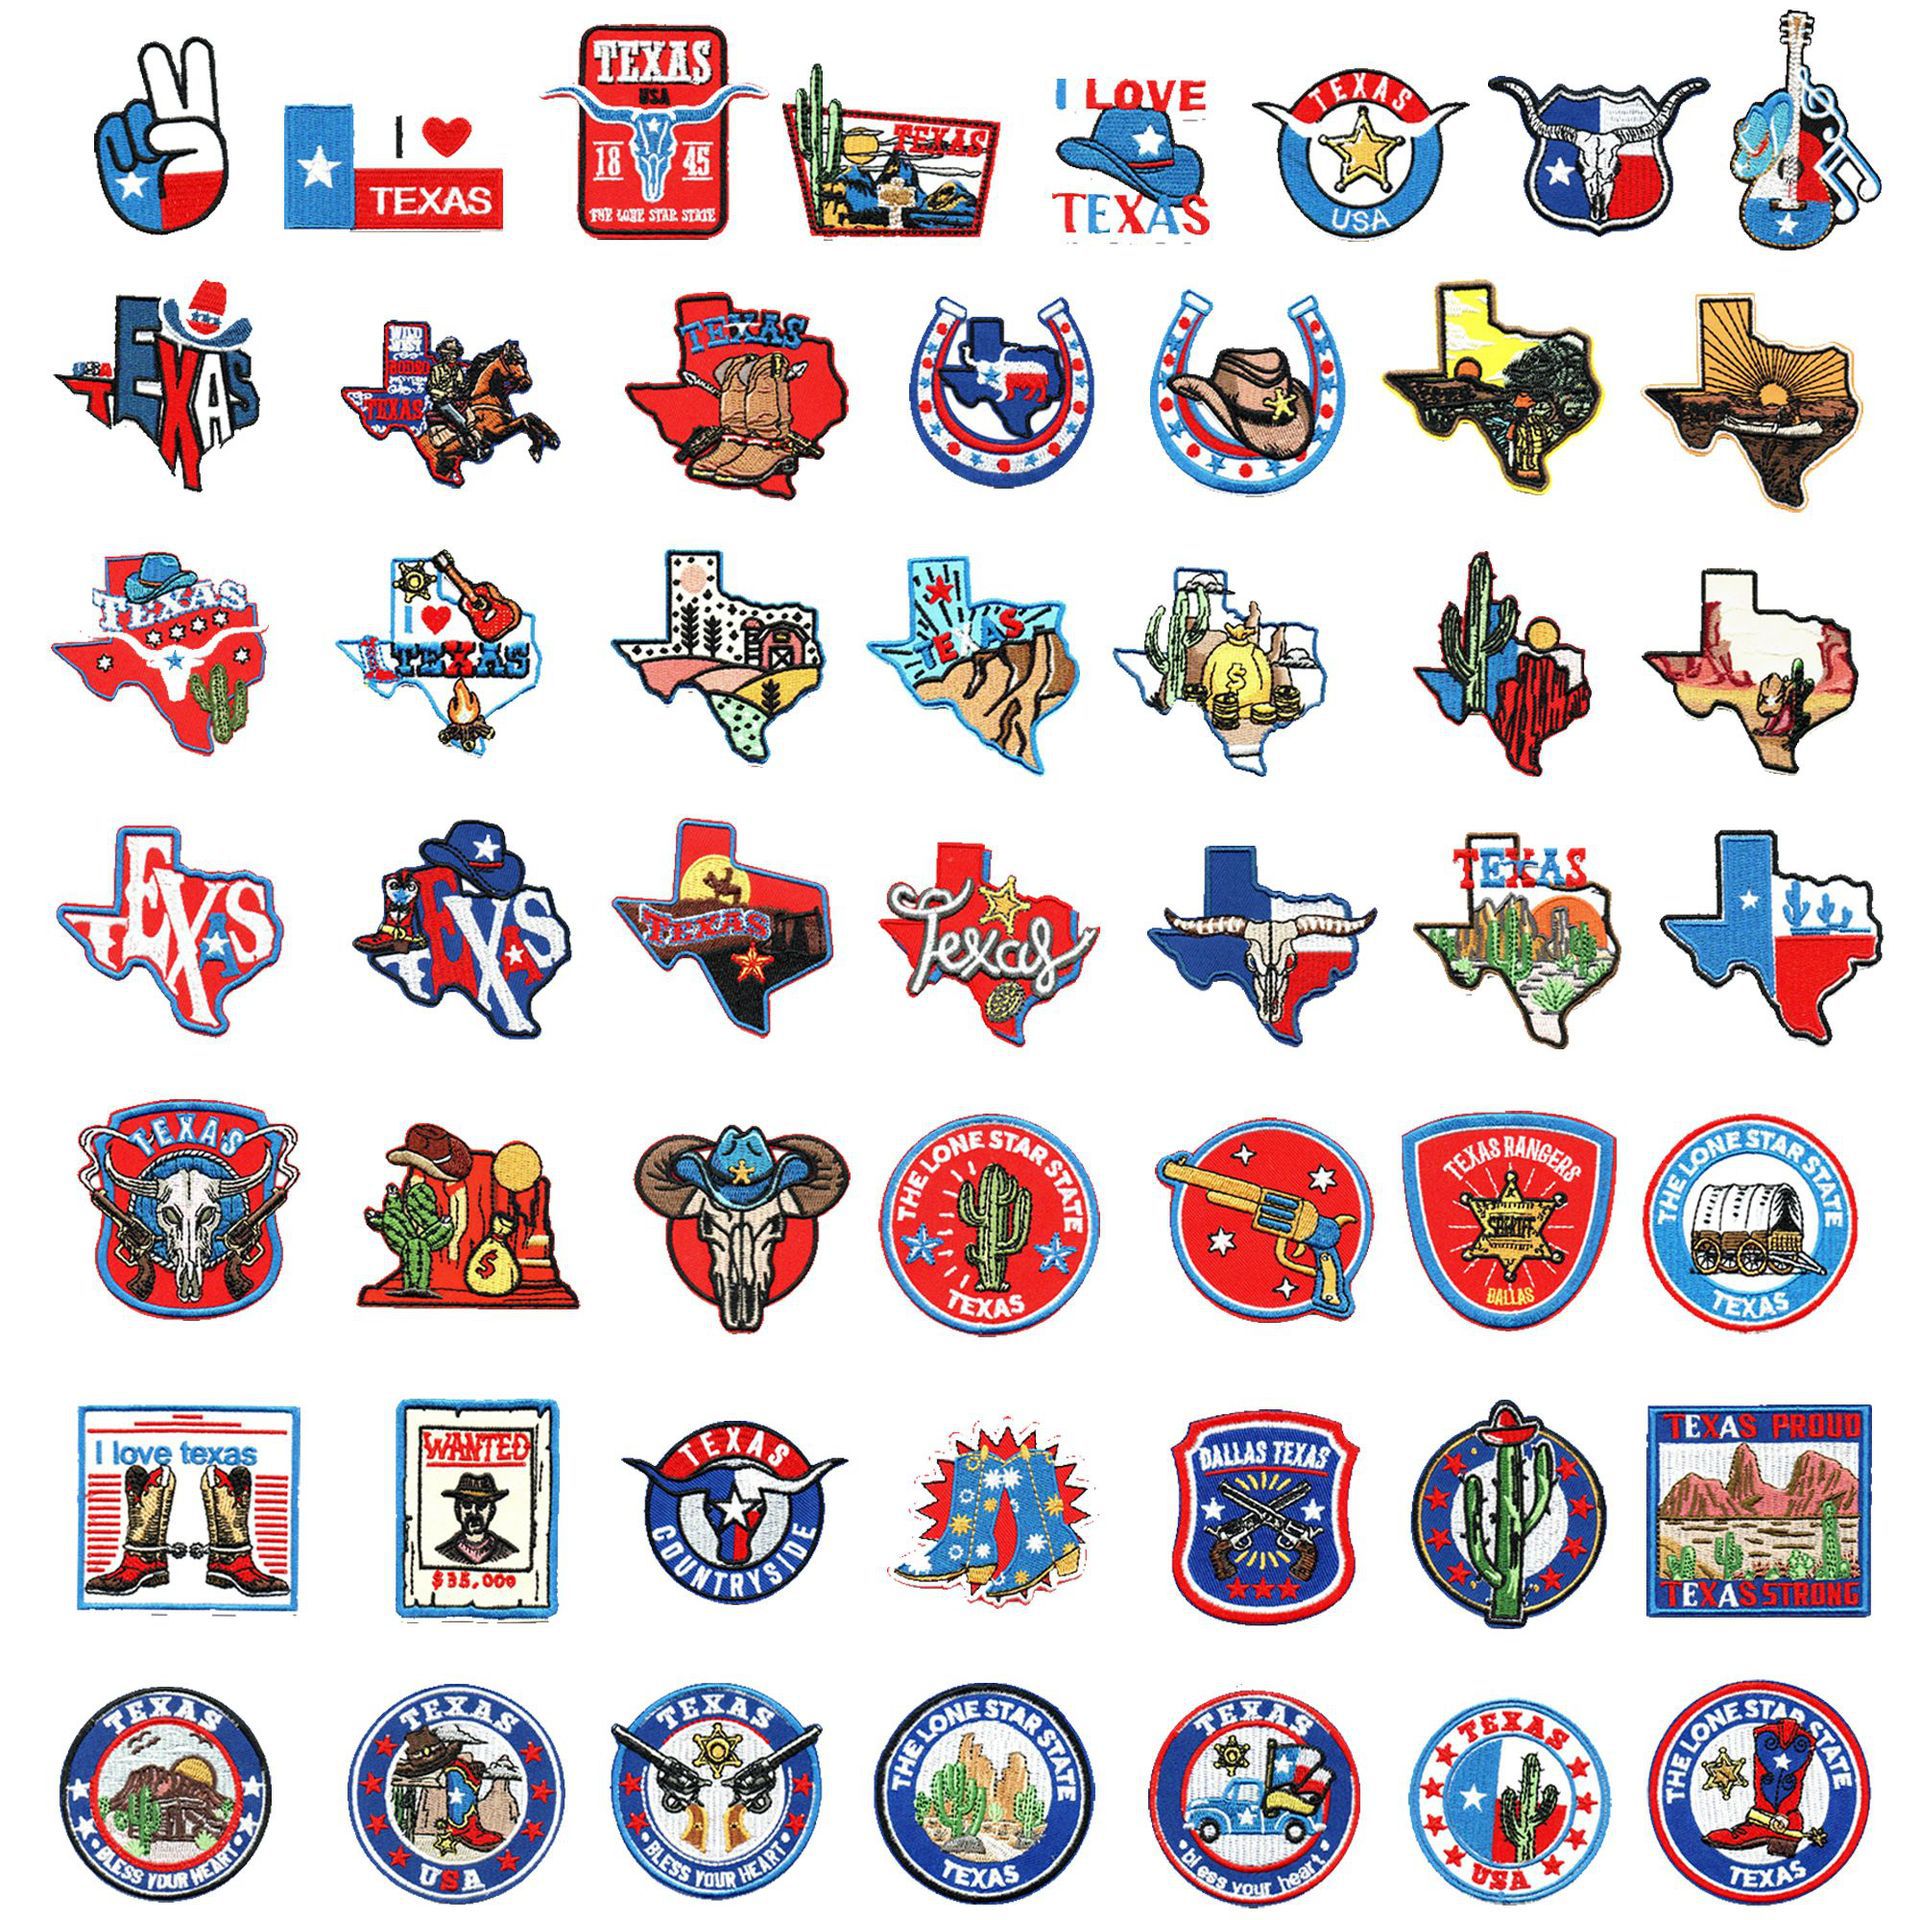 I ♥
TEXAS
TEXAS
USA
18 45
THE LONE STAR STATE
TEXAS
I LOVE
TEXAS
TEXAS
USA
USA
TEXAS
WILD
WEST
RODEO
TEXAS
TEXAS
TEXAS
I ♥
TEXAS
TEXAS
$
TEXAS
TEXAS
TEXAS
Texas
TEXAS
TEXAS
$
THE LONE STAR STATE
TEXAS
TEXAS RANGERS
SHERIFF
DALLAS
THE LONE STAR STATE
TEXAS
I love texas
WANTED
$35,000
TEXAS
COUNTRYSIDE
DALLAS TEXAS
TEXAS PROUD
TEXAS STRONG
TEXAS
BLESS YOUR HEART
TEXAS
USA
TEXAS
BLESS YOUR HEART
THE LONE STAR STATE
TEXAS
TEXAS
bless your heart
TEXAS
USA
THE LONE STAR STATE
TEXAS